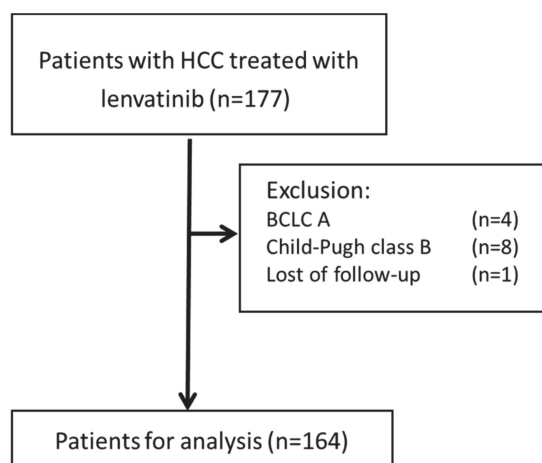 Patients with HCC treated with
lenvatinib (n=177)
Exclusion:
BCLC A (n=4)
Child-Pugh class B (n=8)
Lost of follow-up (n=1)
Patients for analysis (n=164)